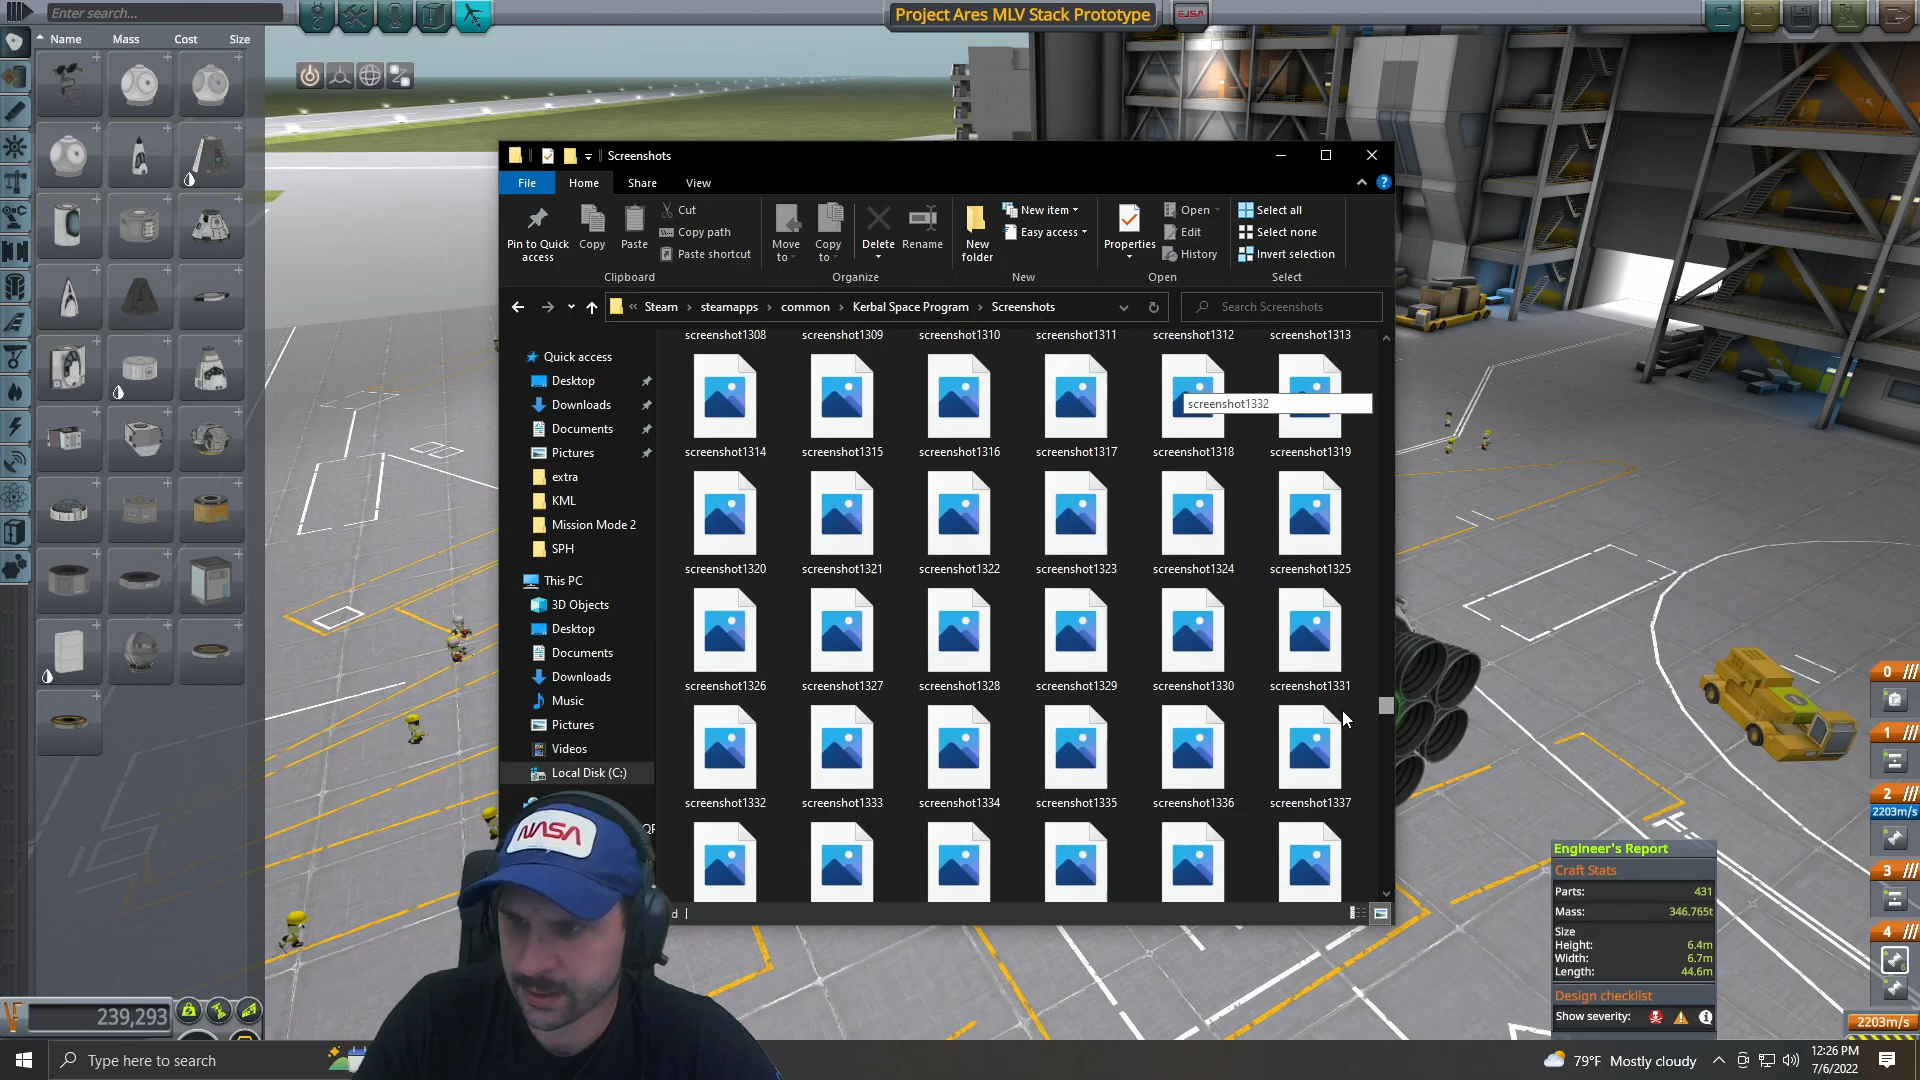 Enter search...
Project Ares MLV Stack Prototype
EJSA
Name Mass Cost Size
Screenshots
File Home Share View
Pin to Quick access
Copy
Paste
Cut
Copy path
Paste shortcut
Clipboard
Move to
Copy to
Delete
Rename
Organize
New folder
New item
Easy access
New
Properties
Open
Edit
History
Open
Select all
Select none
Invert selection
Select
« Steam › steamapps › common › Kerbal Space Program › Screenshots
Search Screenshots
Quick access
Desktop
Downloads
Documents
Pictures
extra
KML
Mission Mode 2
SPH
This PC
3D Objects
Desktop
Documents
Downloads
Music
Pictures
Videos
Local Disk (C:)
screenshot1308 screenshot1309 screenshot1310 screenshot1311 screenshot1312 screenshot1313
screenshot1332
screenshot1314 screenshot1315 screenshot1316 screenshot1317 screenshot1318 screenshot1319
screenshot1320 screenshot1321 screenshot1322 screenshot1323 screenshot1324 screenshot1325
screenshot1326 screenshot1327 screenshot1328 screenshot1329 screenshot1330 screenshot1331
screenshot1332 screenshot1333 screenshot1334 screenshot1335 screenshot1336 screenshot1337
d
NASA
0
1
2
2203m/s
3
4
6
2203m/s
Engineer's Report
Craft Stats
Parts: 431
Mass: 346.765t
Size
Height: 6.4m
Width: 6.7m
Length: 44.6m
Design checklist
Show severity:
239,293
Type here to search
79°F Mostly cloudy
12:26 PM
7/6/2022